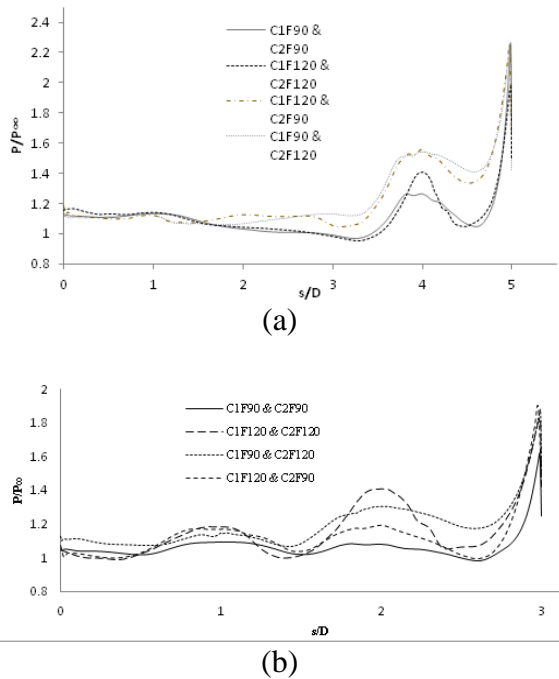 2.4
2.2
2
1.8
1.6
1.4
1.2
1
0.8
P/P∞
C1F90 &
C2F90
C1F120 &
C2F120
C1F120 &
C2F90
C1F90 &
C2F120
0 1 2 3 4 5
s/D
(a)
2
1.8
1.6
1.4
1.2
1
0.8
P/P∞
C1F90 & C2F90
C1F120 & C2F120
C1F90 & C2F120
C1F120 & C2F90
0 1 2 3
s/D
(b)